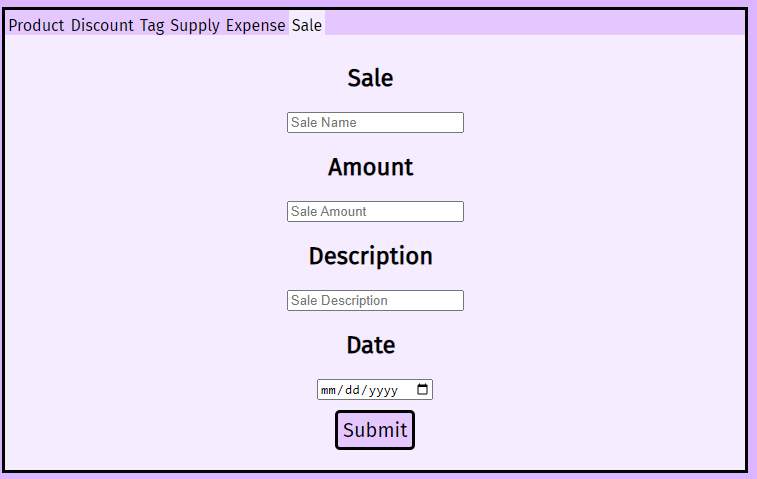 Product Discount Tag Supply Expense Sale
Sale
Sale Name
Amount
Sale Amount
Description
Sale Description
Date
mm/dd/yyyy
Submit